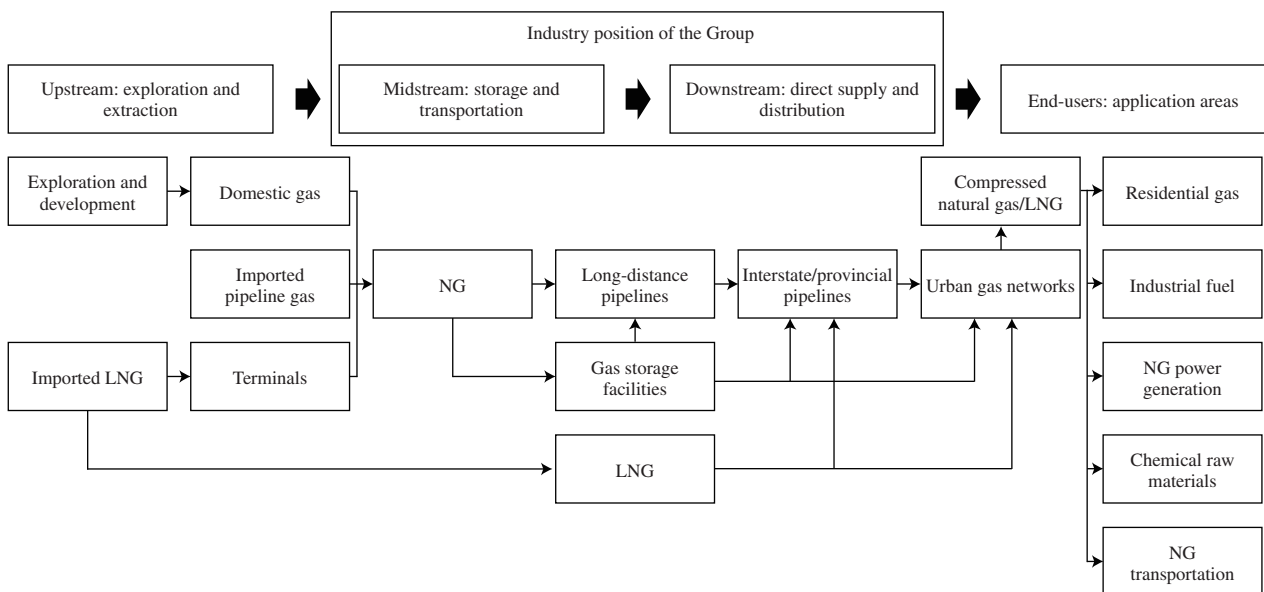 Industry position of the Group
Upstream: exploration and
extraction
Midstream: storage and
transportation
Downstream: direct supply and
distribution
End-users: application areas
Exploration and
development
Domestic gas
Compressed
natural gas/LNG
Residential gas
Imported
pipeline gas
NG
Long-distance
pipelines
Interstate/provincial
pipelines
Urban gas networks
Industrial fuel
Imported LNG
Terminals
Gas storage
facilities
NG power
generation
LNG
Chemical raw
materials
NG
transportation